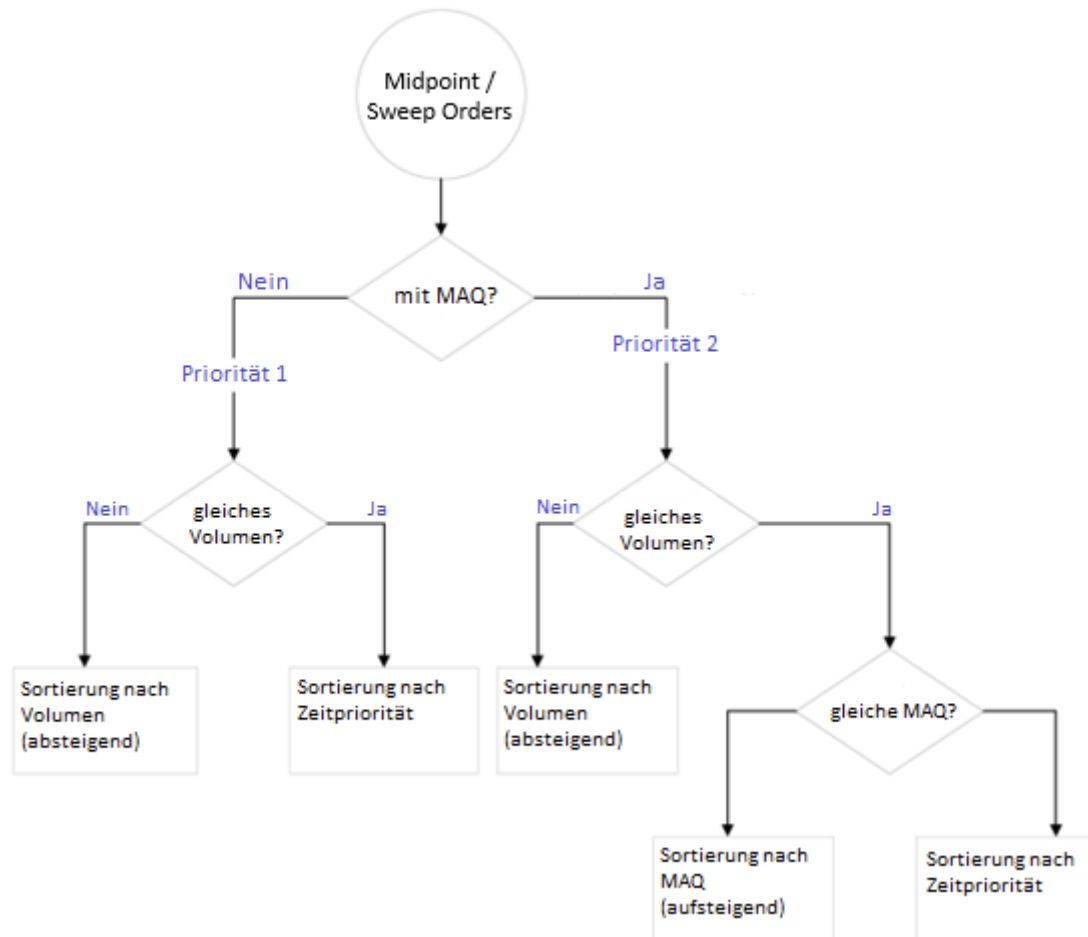 Midpoint /
Sweep Orders
Nein
mit MAQ?
Ja
Priorität 1
Priorität 2
Nein
gleiches
Volumen?
Ja
Nein
gleiches
Volumen?
Ja
Sortierung nach
Volumen
(absteigend)
Sortierung nach
Zeitpriorität
Sortierung nach
Volumen
(absteigend)
gleiche MAQ?
Sortierung nach
MAQ
(aufsteigend)
Sortierung nach
Zeitpriorität